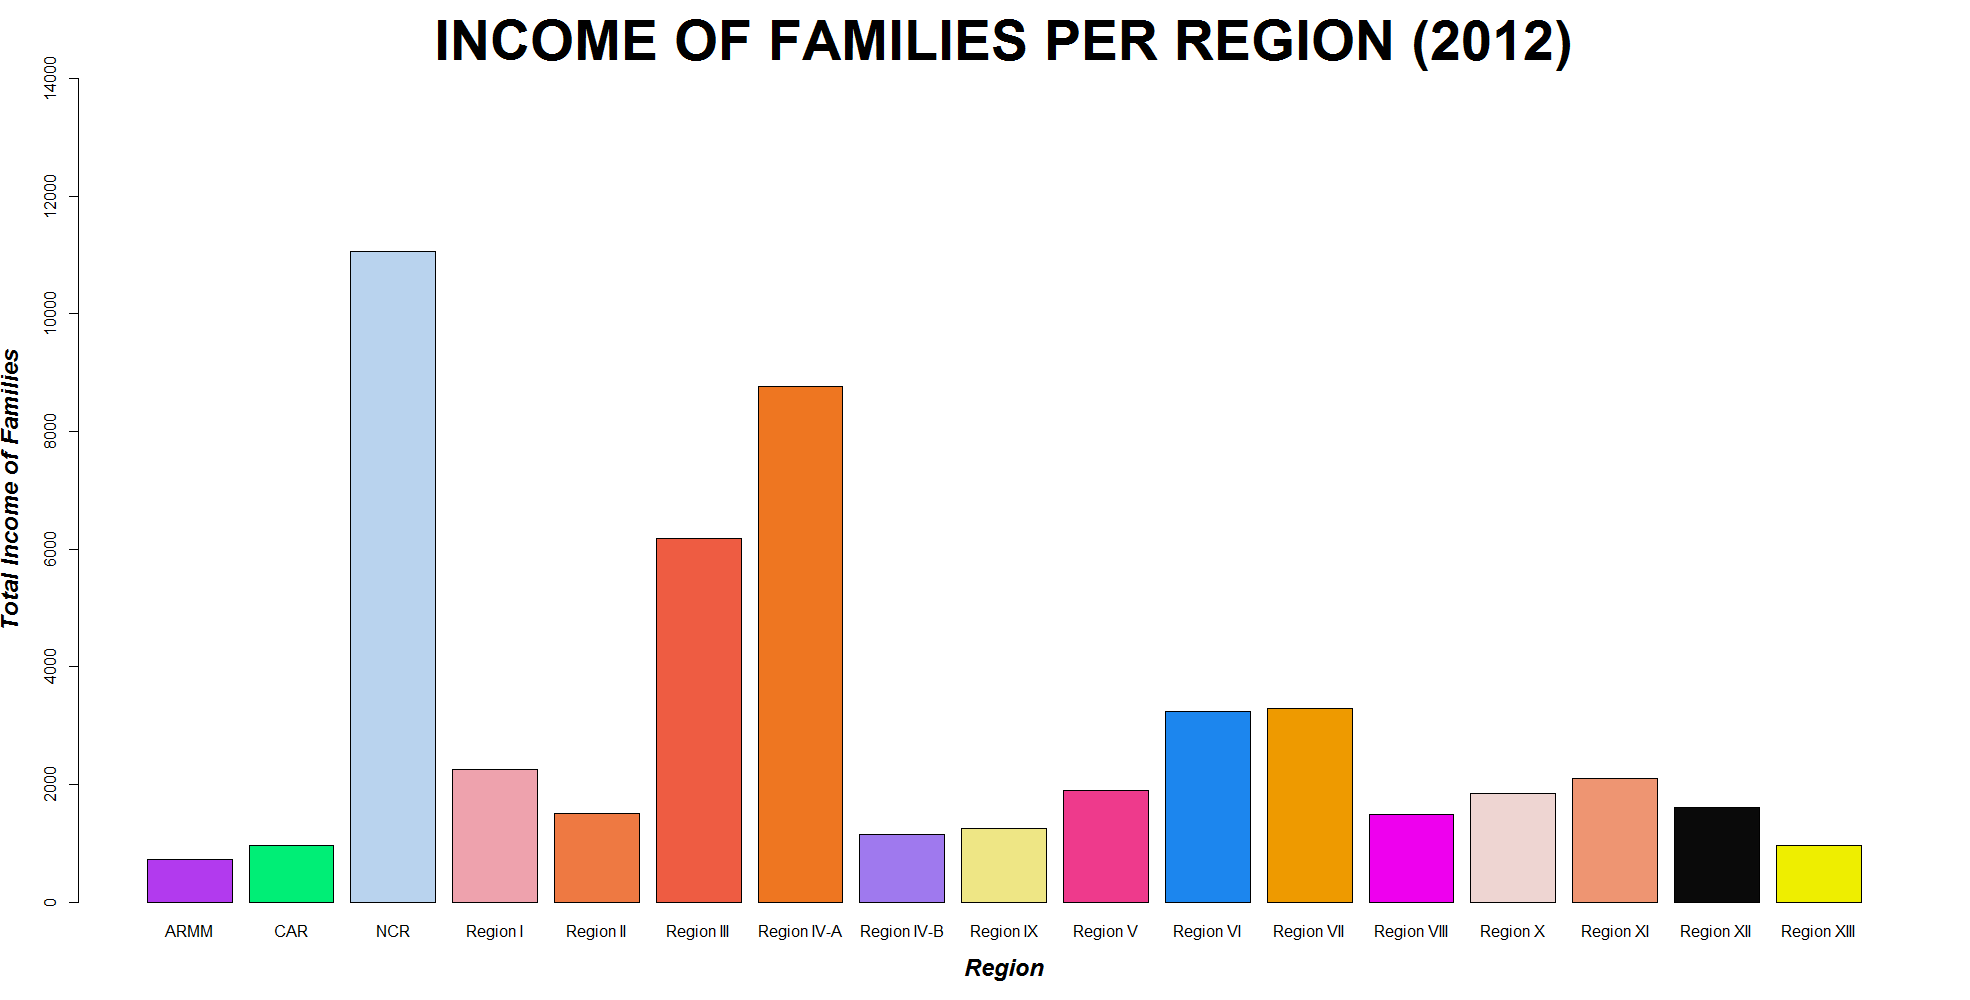 INCOME OF FAMILIES PER REGION (2012)
Total Income of Families
14000
12000
10000
8000
6000
4000
2000
0
ARMM CAR NCR Region I Region II Region III Region IV-A Region IV-B Region IX Region V Region VI Region VII Region VIII Region X Region XI Region XII Region XIII
Region